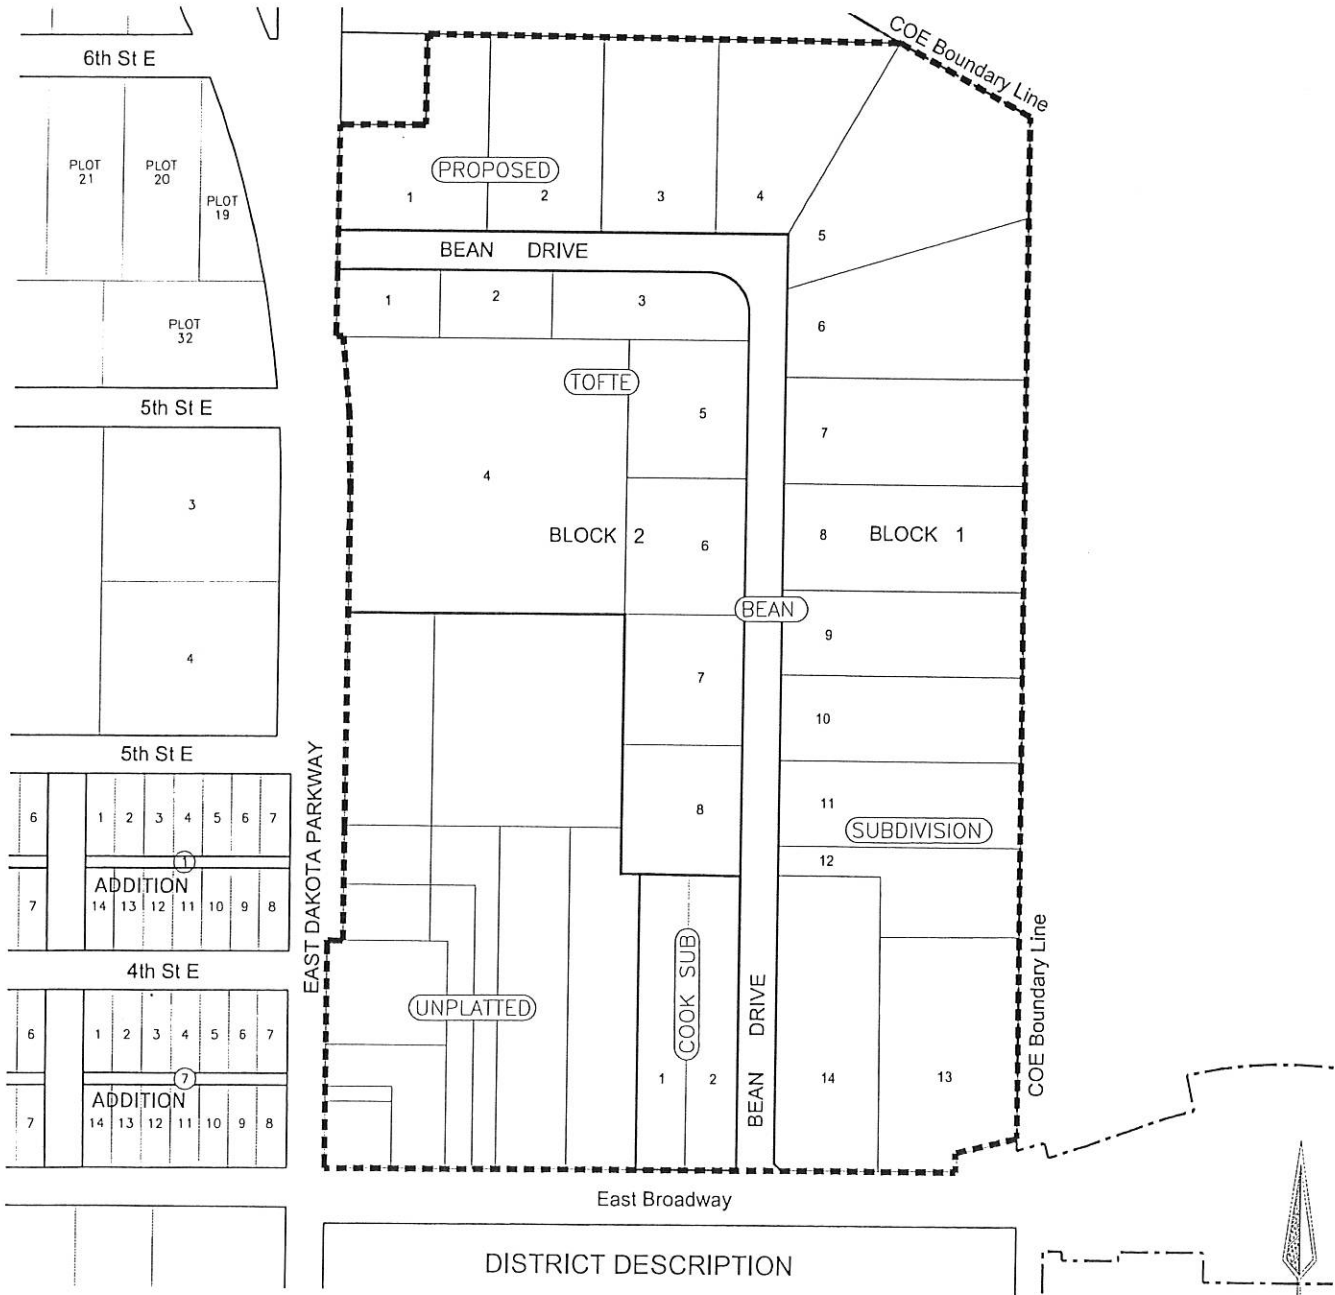 COE Boundary Line
6th St E
PLOT
21
PLOT
20
PLOT
19
PROPOSED
1
2
3
4
5
BEAN DRIVE
1
2
3
6
PLOT
32
TOFTE
5th St E
5
7
4
3
BLOCK 2
6
8
BLOCK 1
BEAN
9
4
7
10
5th St E
EAST DAKOTA PARKWAY
8
11
SUBDIVISION
12
6
1 2 3 4 5 6 7
1
ADDITION
7
14 13 12 11 10 9 8
4th St E
UNPLATTED
COOK SUB
BEAN DRIVE
COE Boundary Line
6
1 2 3 4 5 6 7
7
ADDITION
7
14 13 12 11 10 9 8
1
2
14
13
East Broadway
DISTRICT DESCRIPTION